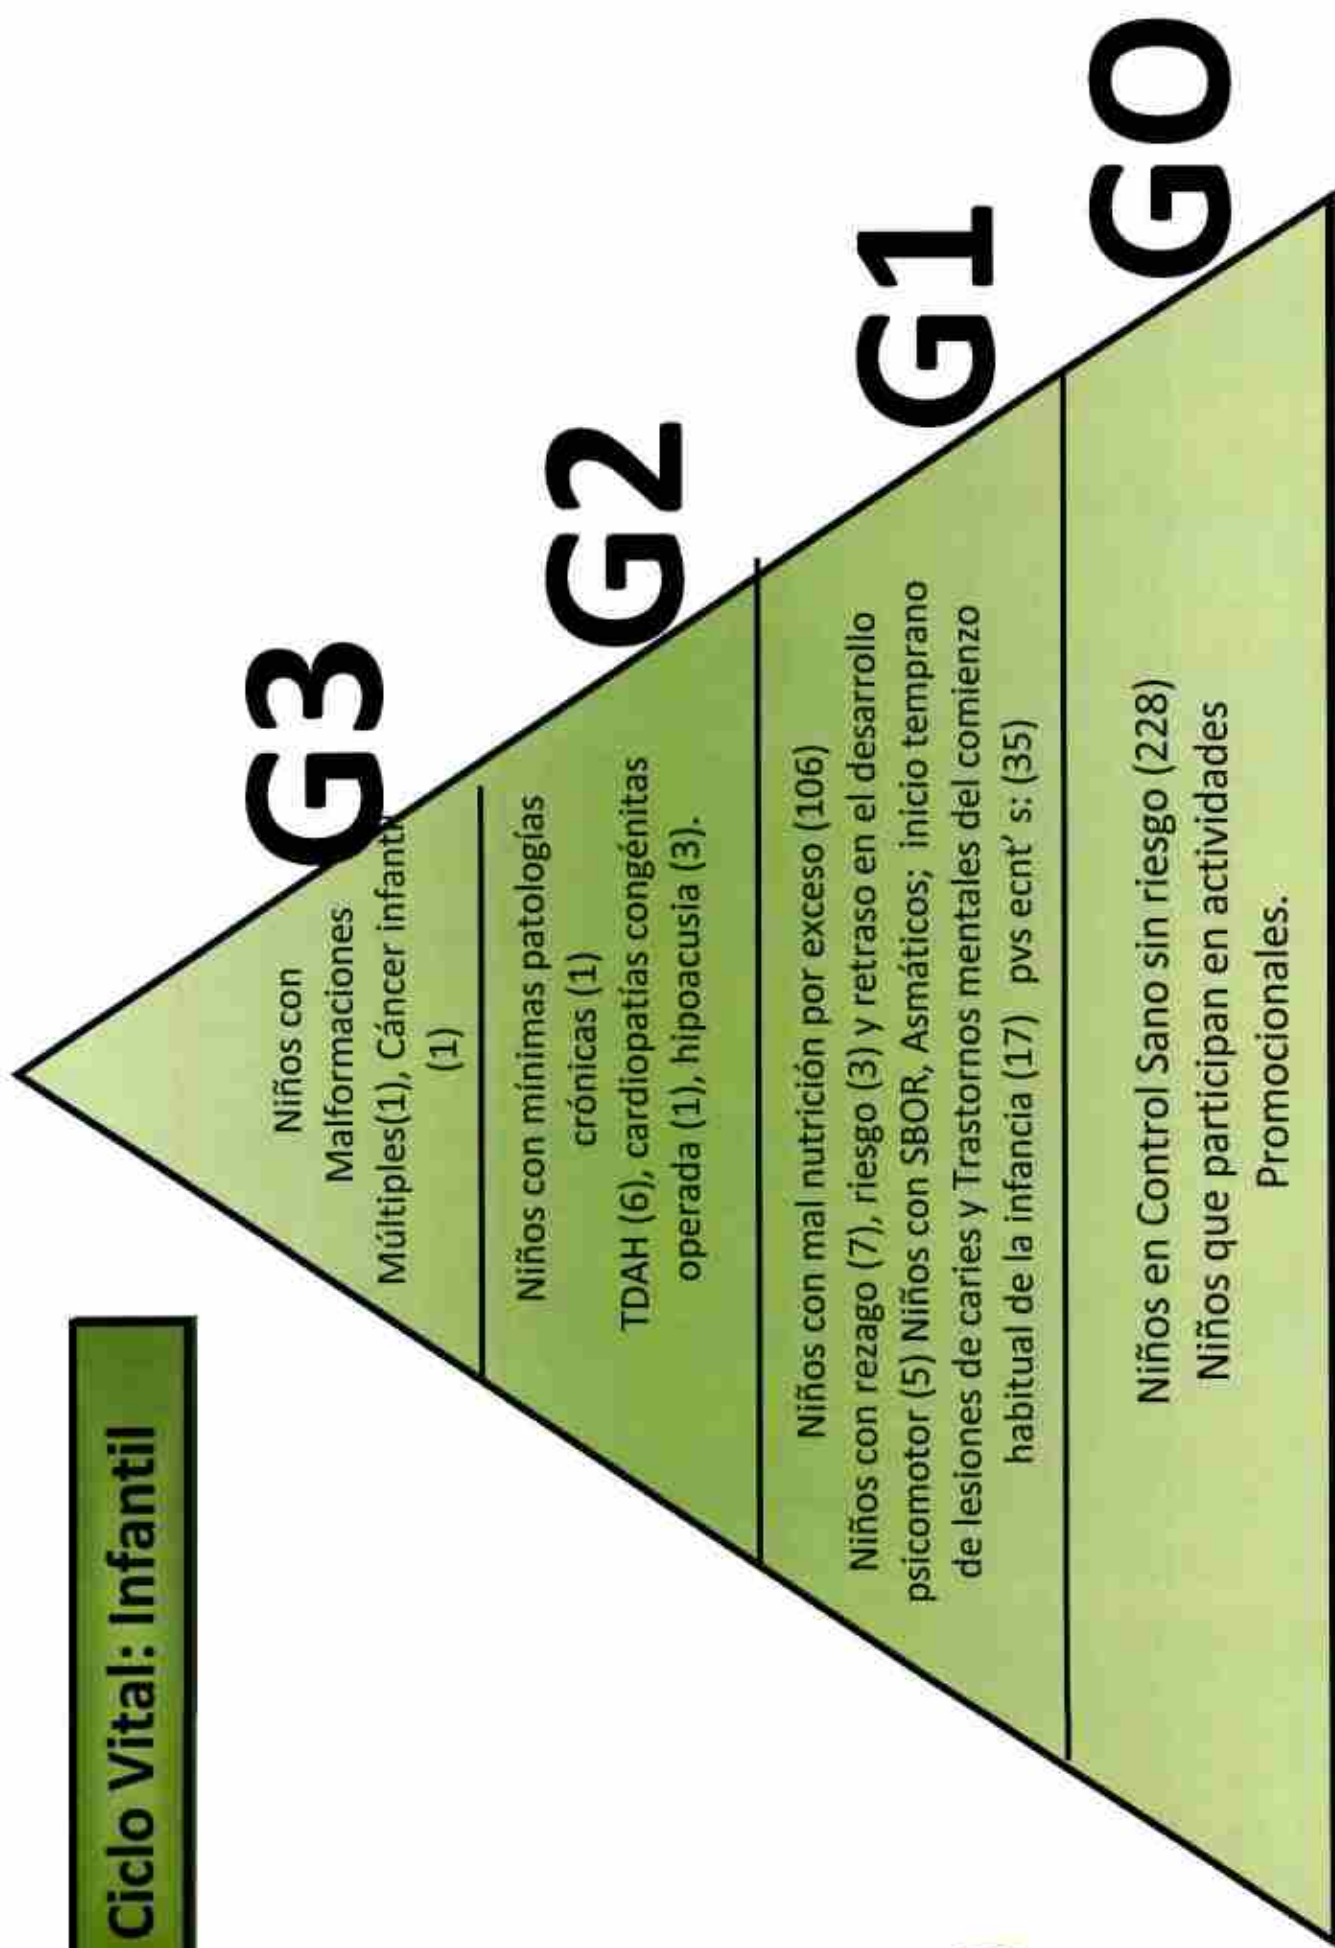 Ciclo Vital: Infantil
G3
Niños con
Malformaciones
Múltiples(1), Cáncer infantil
(1)
G2
Niños con mínimas patologías
crónicas (1)
TDAH (6), cardiopatías congénitas
operada (1), hipoacusia (3).
G1
Niños con mal nutrición por exceso (106)
Niños con rezago (7), riesgo (3) y retraso en el desarrollo
psicomotor (5) Niños con SBOR, Asmáticos; inicio temprano
de lesiones de caries y Trastornos mentales del comienzo
habitual de la infancia (17) pvs ecnt' s: (35)
G0
Niños en Control Sano sin riesgo (228)
Niños que participan en actividades
Promocionales.